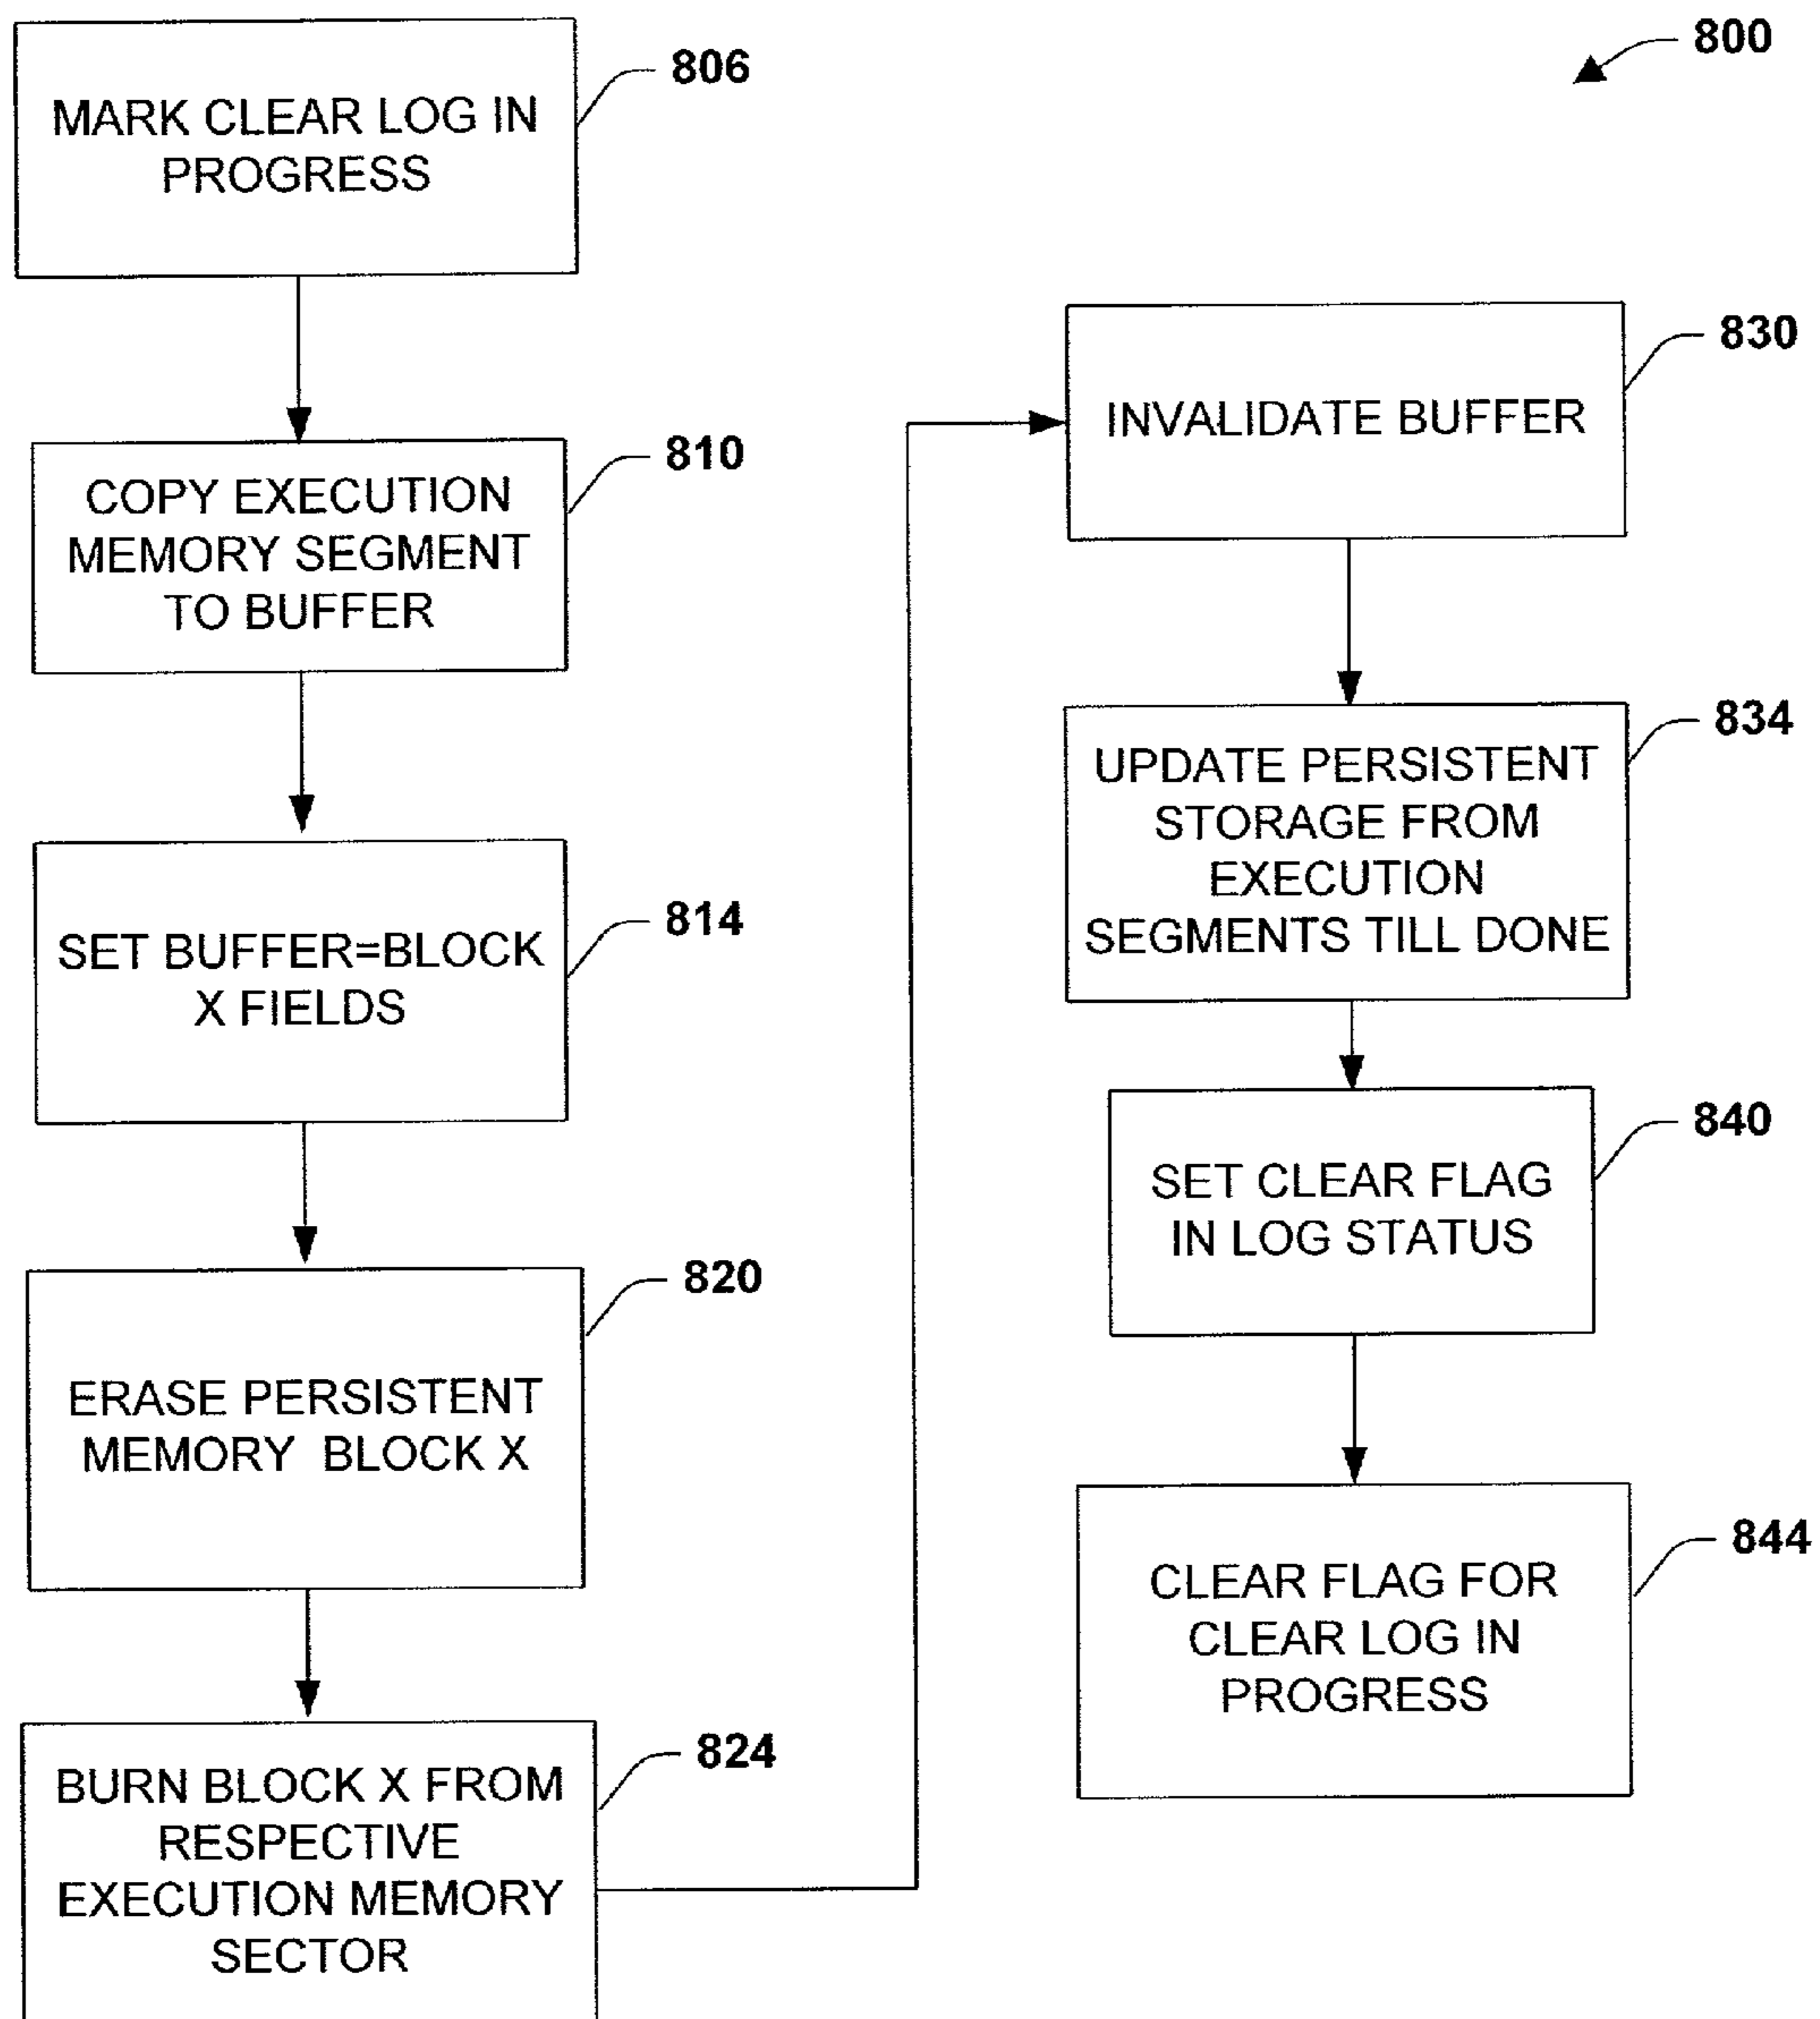 800
806
MARK CLEAR LOG IN
PROGRESS
810
COPY EXECUTION
MEMORY SEGMENT
TO BUFFER
814
SET BUFFER=BLOCK
X FIELDS
820
ERASE PERSISTENT
MEMORY BLOCK X
824
BURN BLOCK X FROM
RESPECTIVE
EXECUTION MEMORY
SECTOR
830
INVALIDATE BUFFER
834
UPDATE PERSISTENT
STORAGE FROM
EXECUTION
SEGMENTS TILL DONE
840
SET CLEAR FLAG
IN LOG STATUS
844
CLEAR FLAG FOR
CLEAR LOG IN
PROGRESS